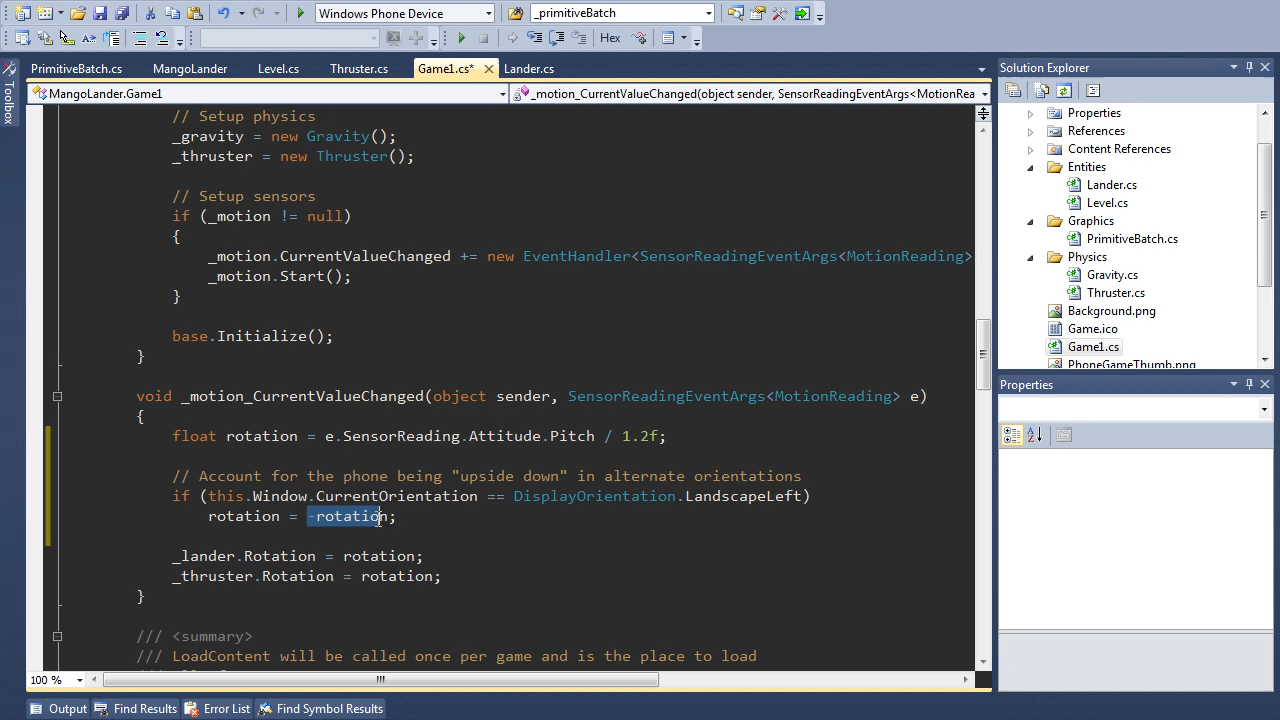 Windows Phone Device
_primitiveBatch
Hex
Toolbox
PrimitiveBatch.cs
MangoLander
Level.cs
Thruster.cs
Game1.cs*
Lander.cs
MangoLander.Game1
_motion_CurrentValueChanged(object sender, SensorReadingEventArgs<MotionRea
// Setup physics
_gravity = new Gravity();
_thruster = new Thruster();
// Setup sensors
if (_motion != null)
{
_motion.CurrentValueChanged += new EventHandler<SensorReadingEventArgs<MotionReading>
_motion.Start();
}
base.Initialize();
}
void _motion_CurrentValueChanged(object sender, SensorReadingEventArgs<MotionReading> e)
{
float rotation = e.SensorReading.Attitude.Pitch / 1.2f;
// Account for the phone being "upside down" in alternate orientations
if (this.Window.CurrentOrientation == DisplayOrientation.LandscapeLeft)
rotation = -rotation;
_lander.Rotation = rotation;
_thruster.Rotation = rotation;
}
/// <summary>
/// LoadContent will be called once per game and is the place to load
100 %
Solution Explorer
Properties
References
Content References
Entities
Lander.cs
Level.cs
Graphics
PrimitiveBatch.cs
Physics
Gravity.cs
Thruster.cs
Background.png
Game.ico
Game1.cs
PhoneGameThumb.png
Properties
Output
Find Results
Error List
Find Symbol Results